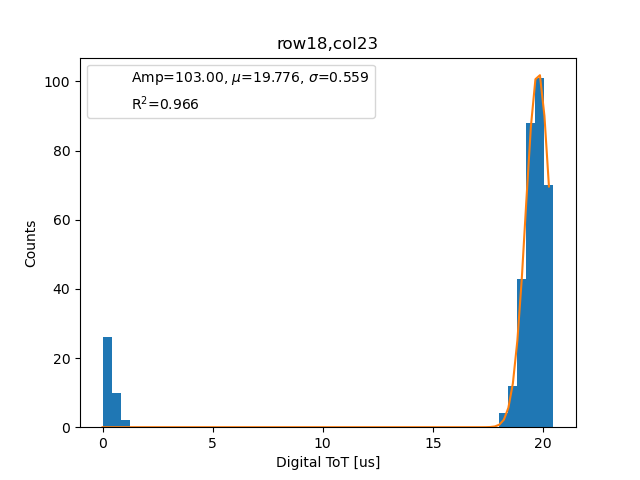 row18,col23
Amp=103.00, μ=19.776, σ=0.559
R²=0.966
100
80
60
40
20
0
Counts
0 5 10 15 20
Digital ToT [us]